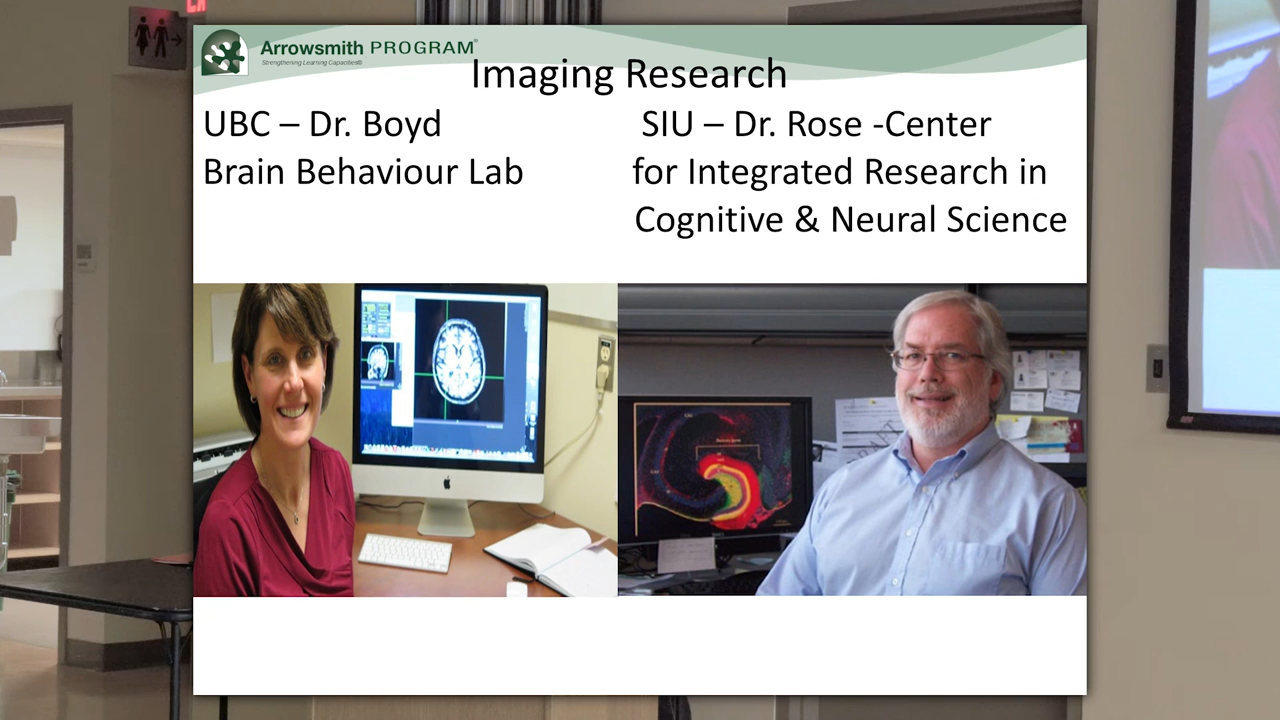 Arrowsmith PROGRAM®
Strengthening Learning Capacities®
Imaging Research
UBC – Dr. Boyd
Brain Behaviour Lab
SIU – Dr. Rose -Center
for Integrated Research in
Cognitive & Neural Science